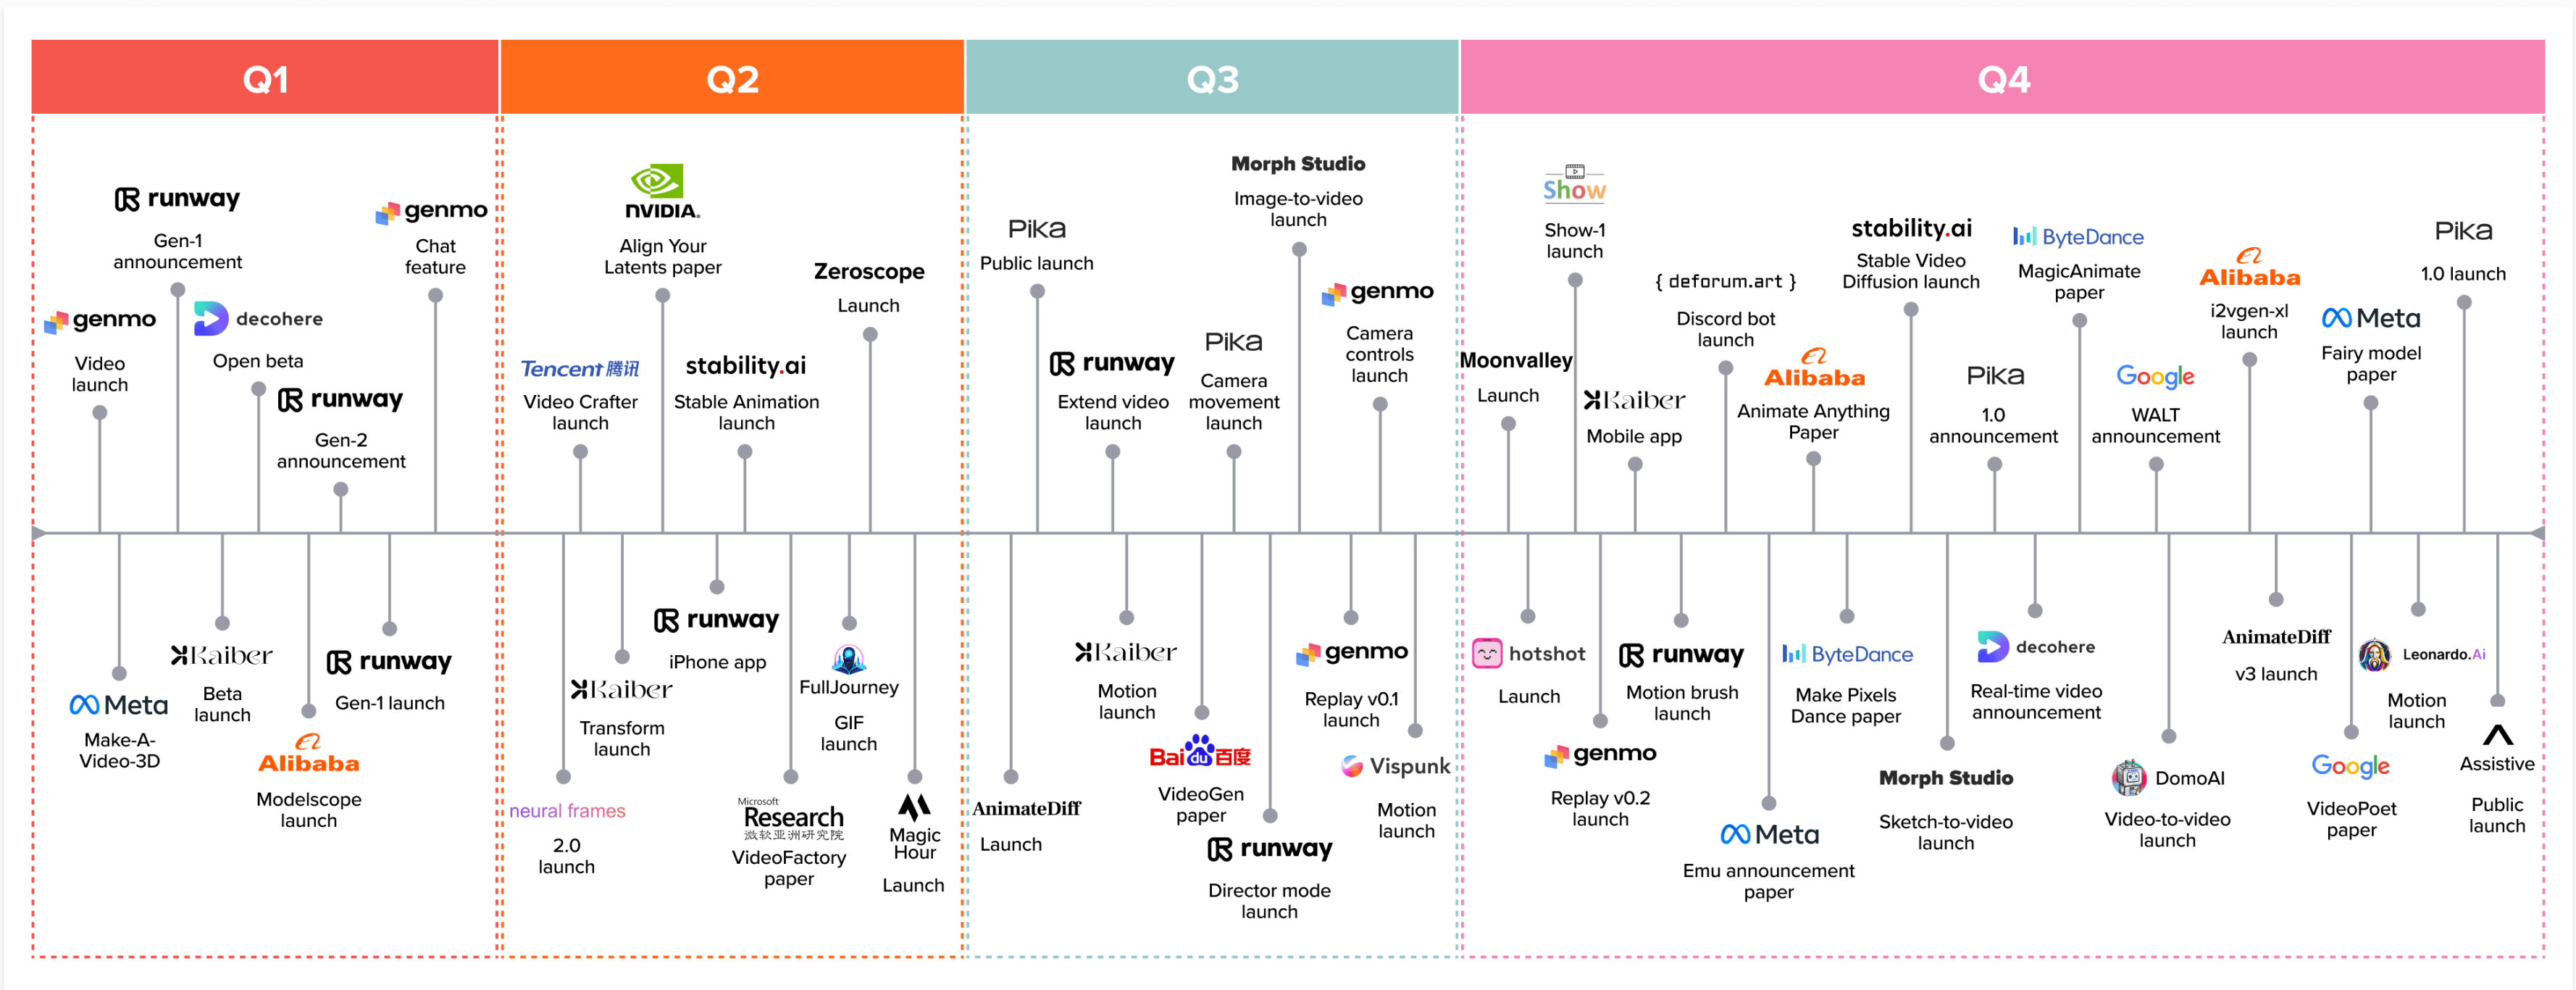 Q1
Q2
Q3
Q4
genmo
Video
launch
runway
Gen-1
announcement
decohere
Open beta
runway
Gen-2
announcement
genmo
Chat
feature
Meta
Make-A-
Video-3D
Kaiber
Beta
launch
Alibaba
Modelscope
launch
runway
Gen-1 launch
Tencent 腾讯
Video Crafter
launch
NVIDIA.
Align Your
Latents paper
stability.ai
Stable Animation
launch
Zeroscope
Launch
neural frames
2.0
launch
Kaiber
Transform
launch
runway
iPhone app
Microsoft
Research
微软亚洲研究院
VideoFactory
paper
FullJourney
GIF
launch
Magic
Hour
Launch
Pika
Public launch
runway
Extend video
launch
Pika
Camera
movement
launch
Morph Studio
Image-to-video
launch
genmo
Camera
controls
launch
AnimateDiff
Launch
Kaiber
Motion
launch
Bai du 百度
VideoGen
paper
runway
Director mode
launch
genmo
Replay v0.1
launch
Vispunk
Motion
launch
Moonvalley
Launch
Show
Show-1
launch
Kaiber
Mobile app
{ deforum.art }
Discord bot
launch
Alibaba
Animate Anything
Paper
stability.ai
Stable Video
Diffusion launch
Pika
1.0
announcement
ByteDance
MagicAnimate
paper
Google
WALT
announcement
Alibaba
i2vgen-xl
launch
Meta
Fairy model
paper
Pika
1.0 launch
hotshot
Launch
genmo
Replay v0.2
launch
runway
Motion brush
launch
Meta
Emu announcement
paper
ByteDance
Make Pixels
Dance paper
Morph Studio
Sketch-to-video
launch
decohere
Real-time video
announcement
DomoAI
Video-to-video
launch
AnimateDiff
v3 launch
Google
VideoPoet
paper
Leonardo.Ai
Motion
launch
Assistive
Public
launch